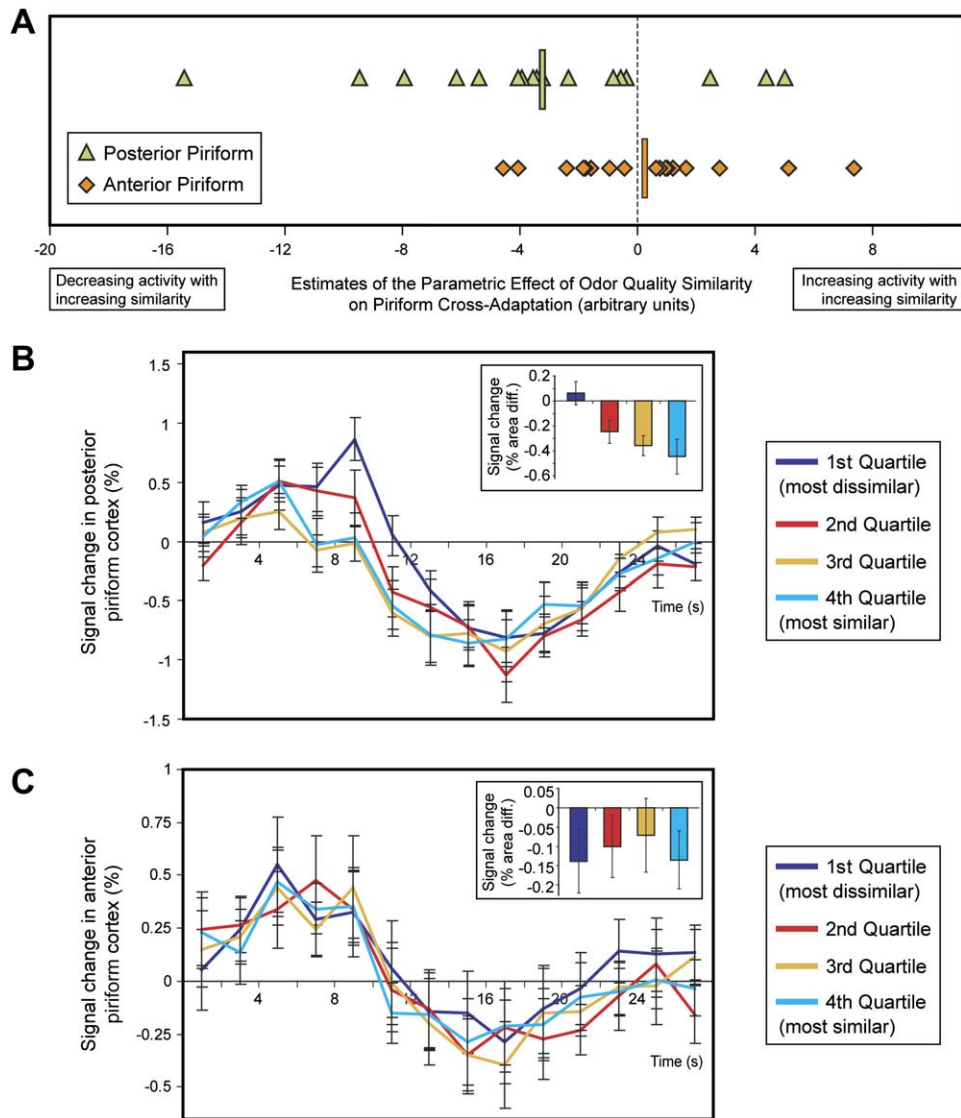 A
Posterior Piriform
Anterior Piriform
-20
-16
-12
-8
-4
0
4
8
Decreasing activity with
increasing similarity
Estimates of the Parametric Effect of Odor Quality Similarity
on Piriform Cross-Adaptation (arbitrary units)
Increasing activity with
increasing similarity
B
Signal change in posterior
piriform cortex (%)
1.5
1
0.5
0
-0.5
-1
-1.5
4
8
12
16
20
24
Time (s)
Signal change
(% area diff.)
0.2
0
-0.2
-0.4
-0.6
1st Quartile
(most dissimilar)
2nd Quartile
3rd Quartile
4th Quartile
(most similar)
C
Signal change in anterior
piriform cortex (%)
1
0.75
0.5
0.25
0
-0.25
-0.5
4
8
12
16
20
24
Time (s)
Signal change
(% area diff.)
0.05
0
-0.05
-0.1
-0.15
-0.2
1st Quartile
(most dissimilar)
2nd Quartile
3rd Quartile
4th Quartile
(most similar)